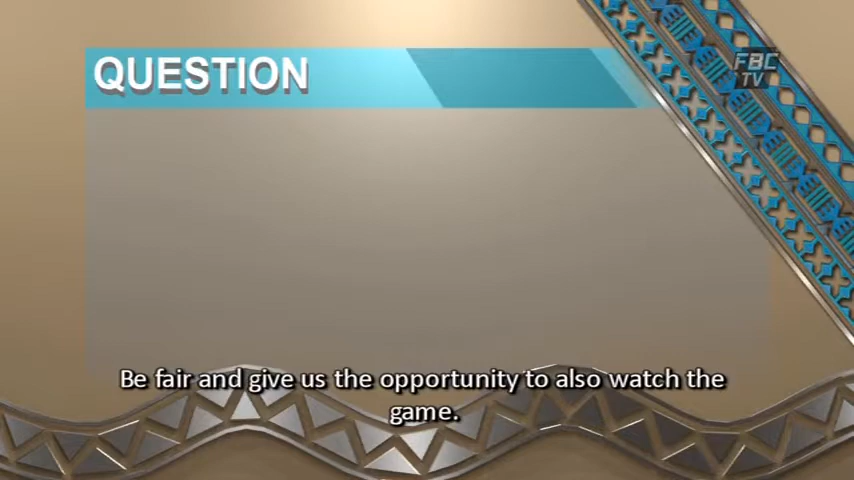 QUESTION
FBC
TV
Be fair and give us the opportunity to also watch the
game.